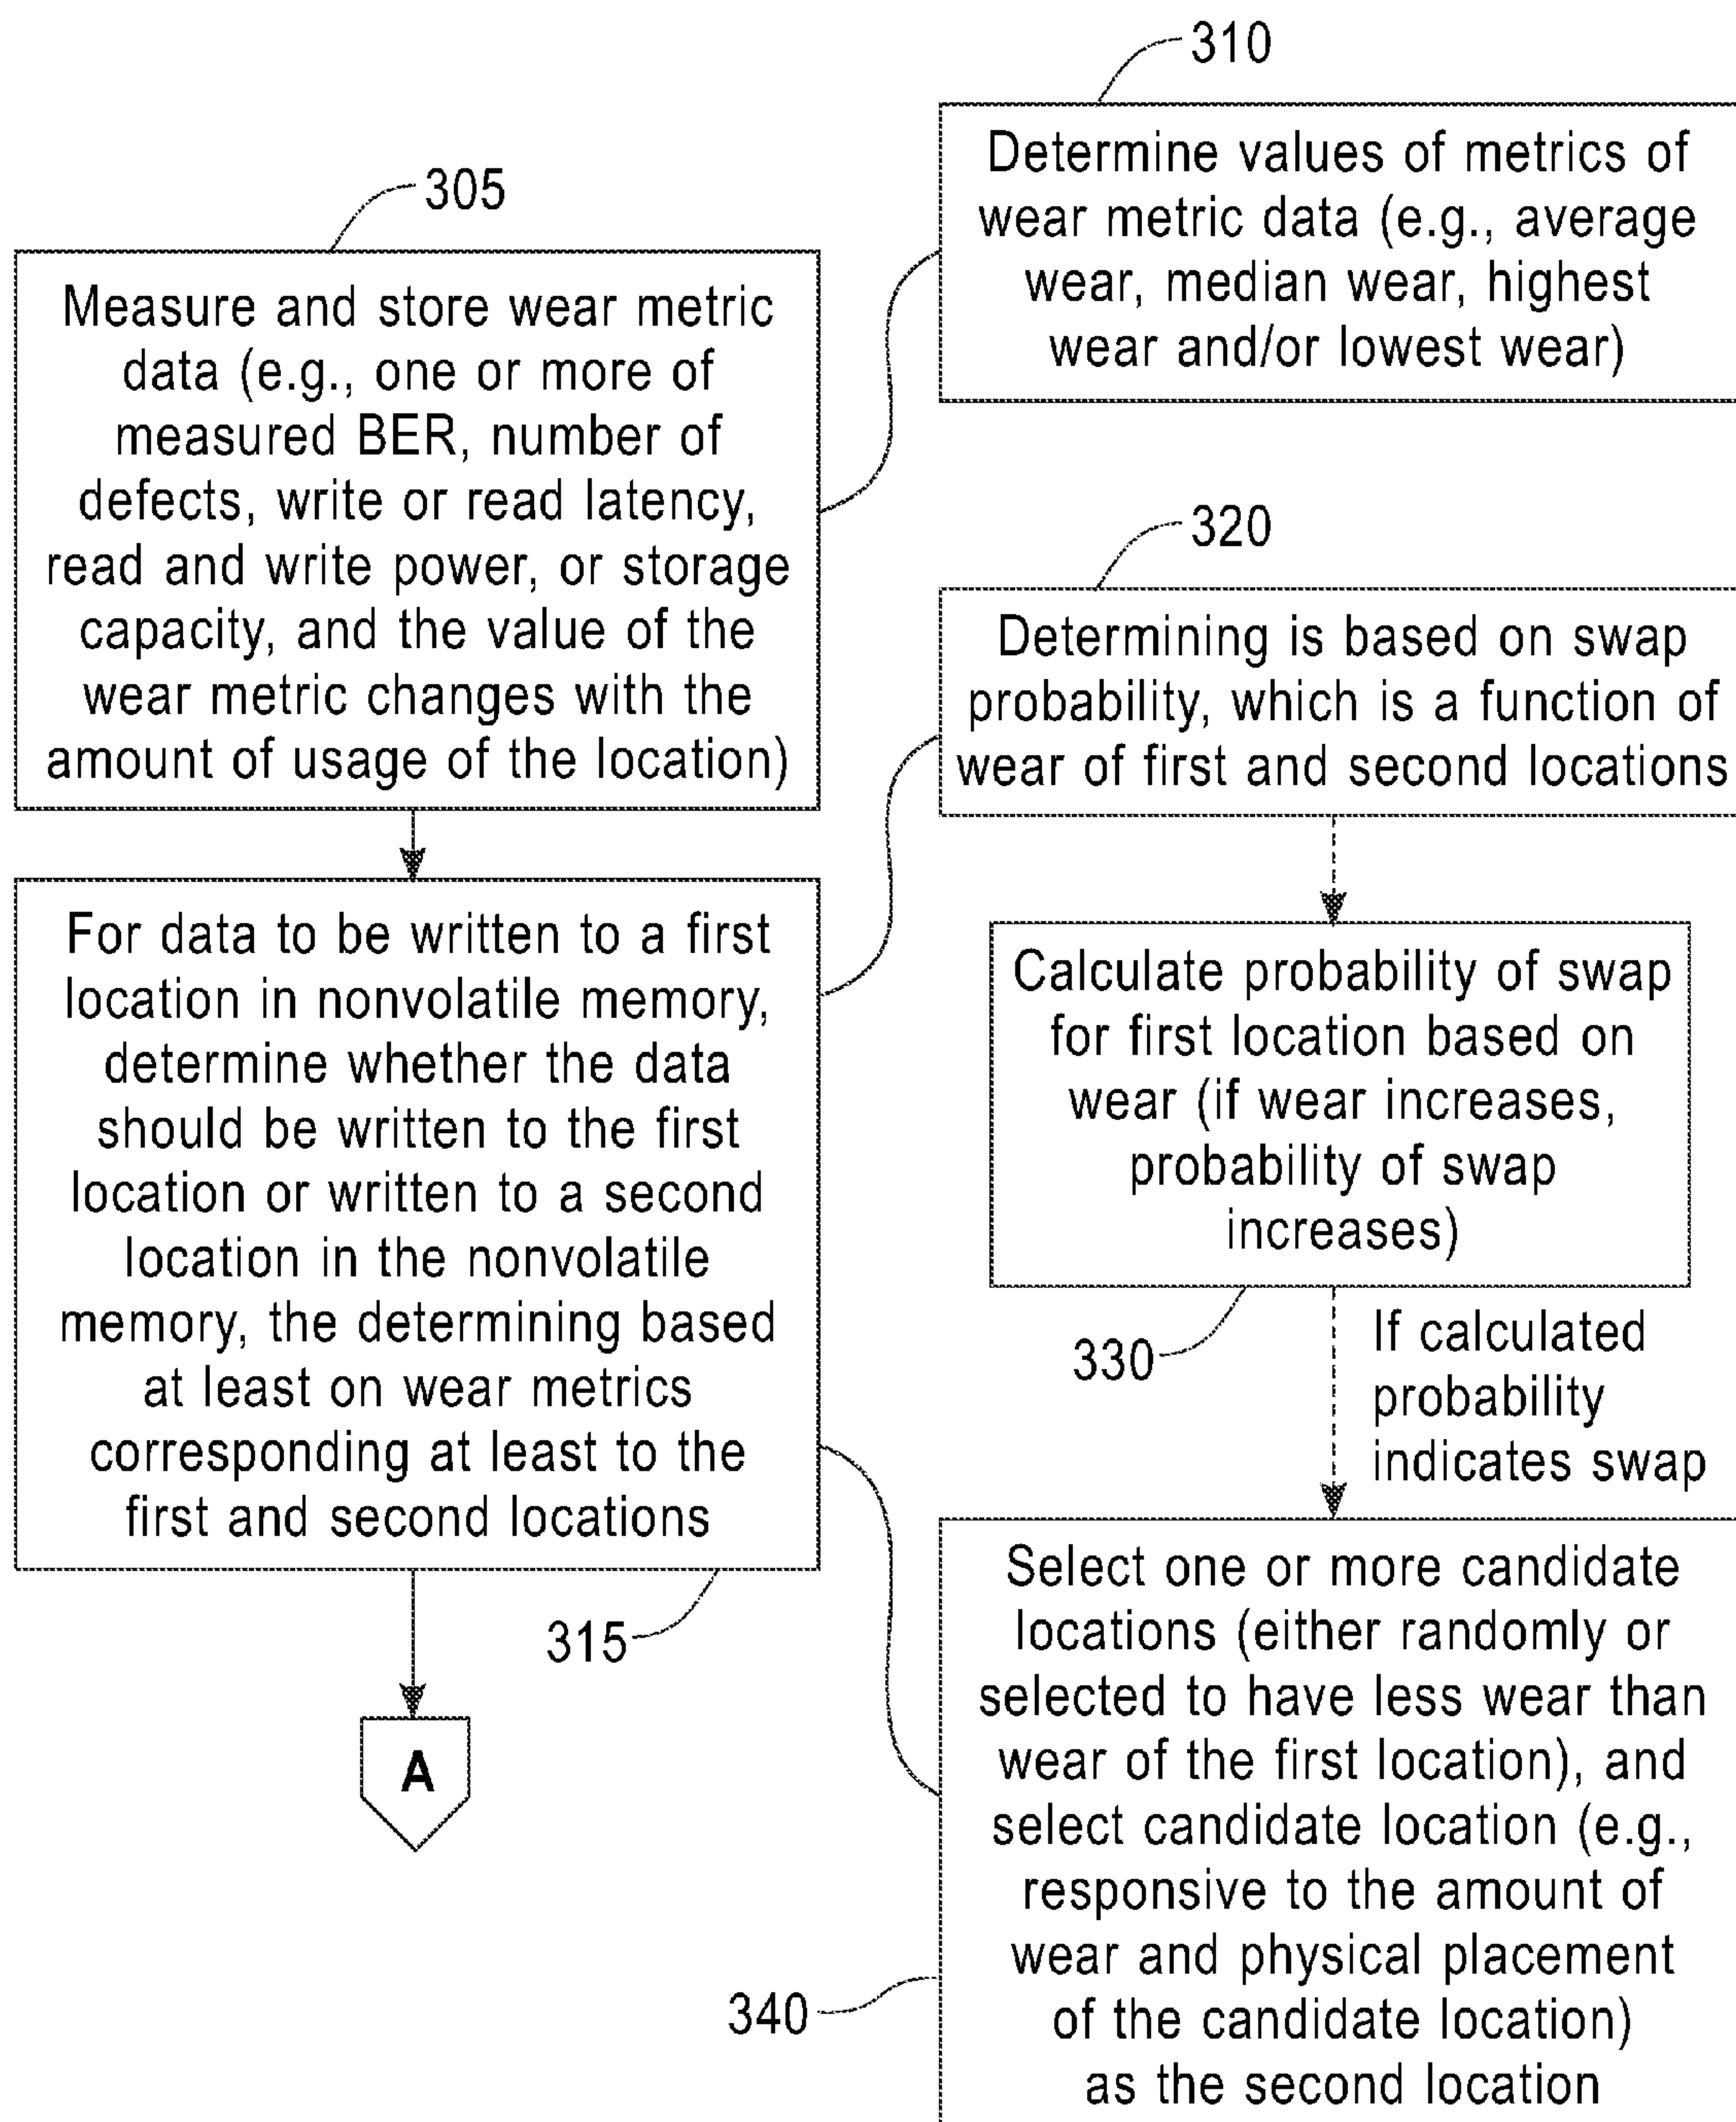 310
Determine values of metrics of
wear metric data (e.g., average
wear, median wear, highest
wear and/or lowest wear)
305
Measure and store wear metric
data (e.g., one or more of
measured BER, number of
defects, write or read latency,
read and write power, or storage
capacity, and the value of the
wear metric changes with the
amount of usage of the location)
320
Determining is based on swap
probability, which is a function of
wear of first and second locations
For data to be written to a first
location in nonvolatile memory,
determine whether the data
should be written to the first
location or written to a second
location in the nonvolatile
memory, the determining based
at least on wear metrics
corresponding at least to the
first and second locations
315
A
Calculate probability of swap
for first location based on
wear (if wear increases,
probability of swap
increases)
330
If calculated
probability
indicates swap
Select one or more candidate
locations (either randomly or
selected to have less wear than
wear of the first location), and
select candidate location (e.g.,
responsive to the amount of
wear and physical placement
of the candidate location)
as the second location
340